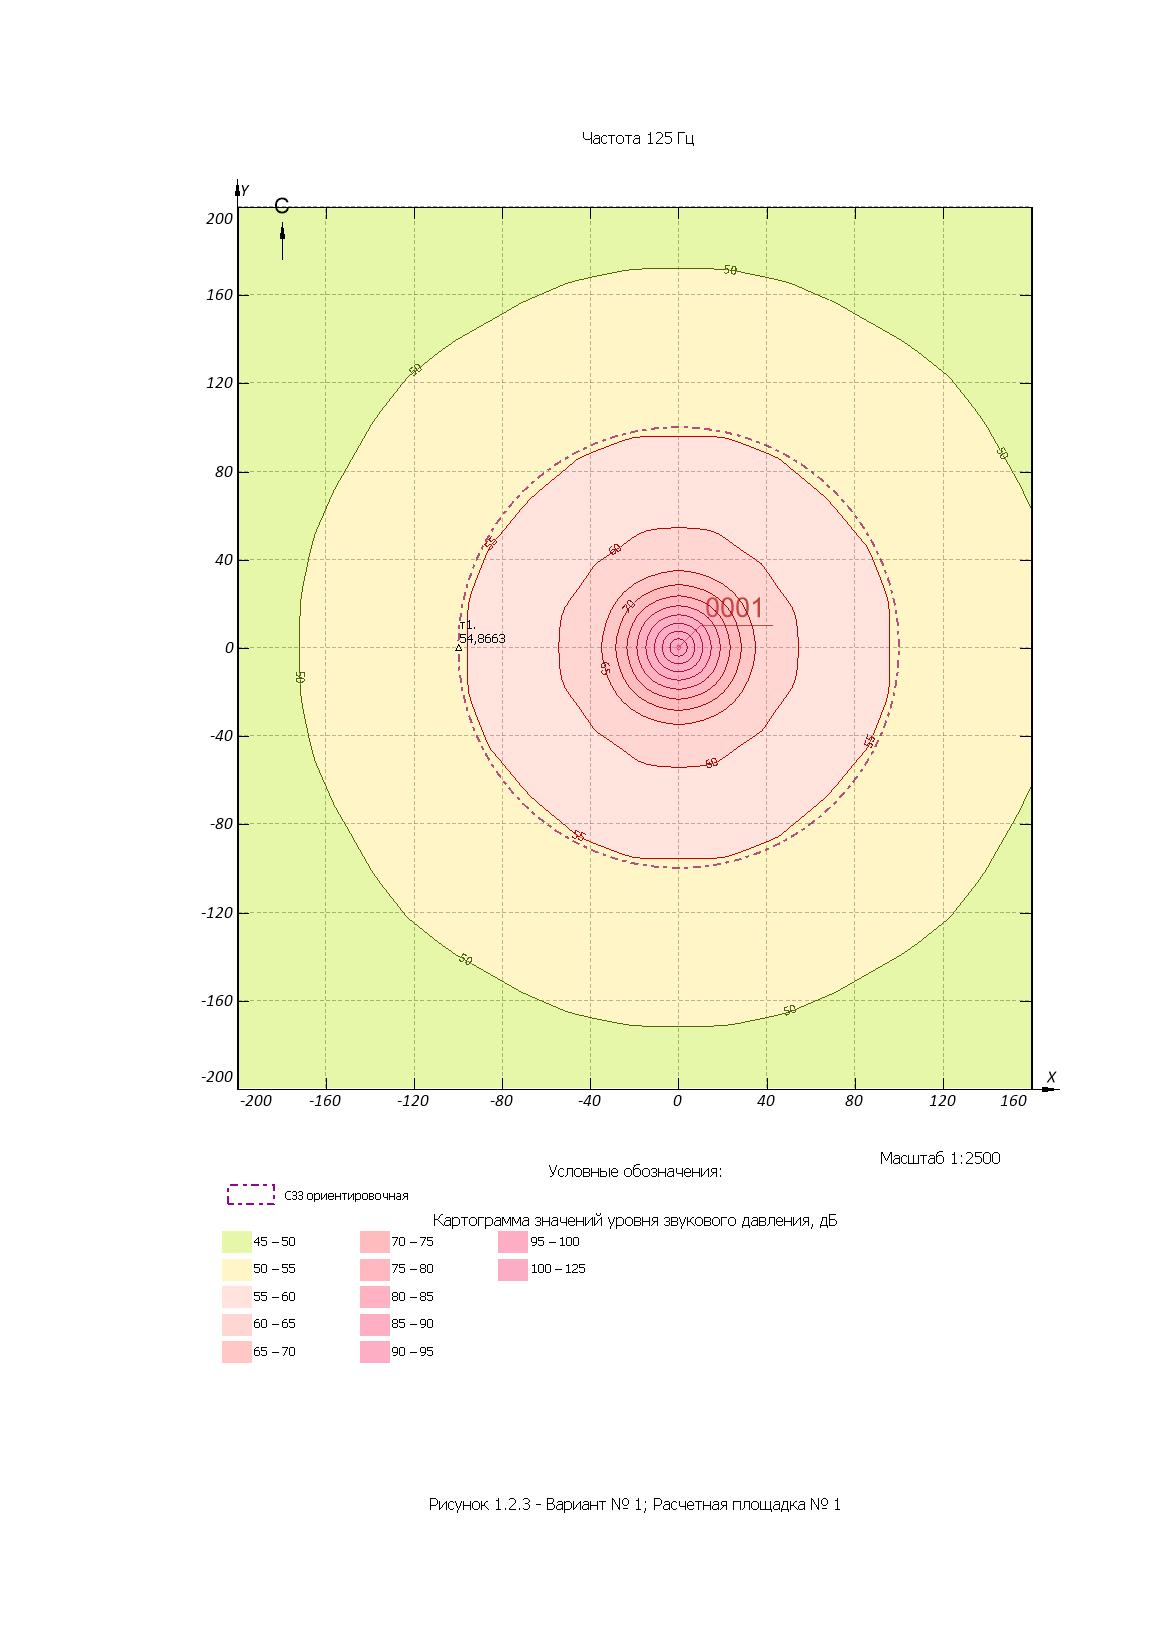 Частота 125 Гц
Y
С
200
160
120
80
40
0
-40
-80
-120
-160
-200
50
50
50
50
50
50
55
55
55
60
60
65
70
0001
т1.
54,8663
X
-200 -160 -120 -80 -40 0 40 80 120 160
Масштаб 1:2500
Условные обозначения:
СЗЗ ориентировочная
Картограмма значений уровня звукового давления, дБ
45 – 50 70 – 75 95 – 100
50 – 55 75 – 80 100 – 125
55 – 60 80 – 85
60 – 65 85 – 90
65 – 70 90 – 95
Рисунок 1.2.3 - Вариант № 1; Расчетная площадка № 1